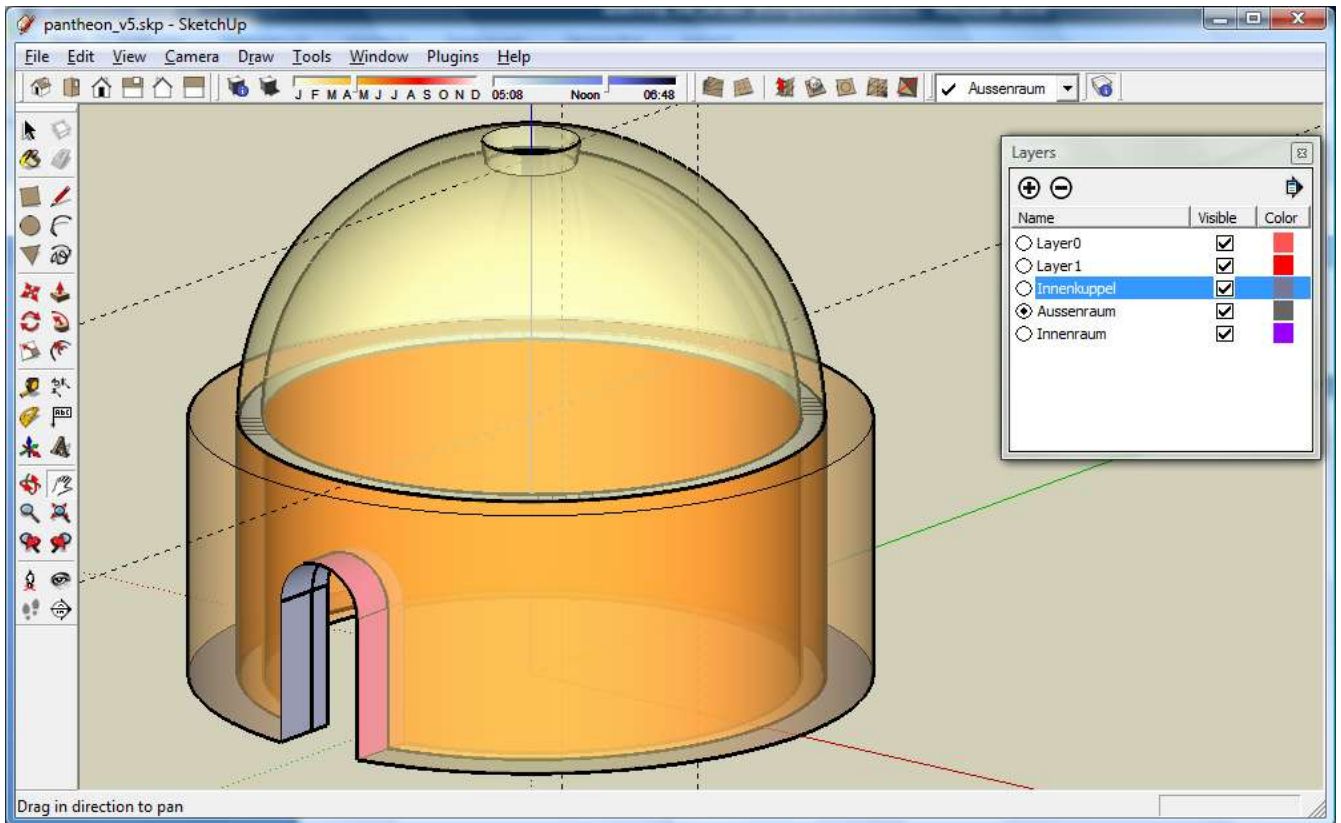 pantheon_v5.skp - SketchUp
File Edit View Camera Draw Tools Window Plugins Help
J F M A M J J A S O N D 05:08 Noon 06:48 Aussenraum
Layers
Name Visible Color
Layer0
Layer1
Innenkuppel
Aussenraum
Innenraum
Abc
Drag in direction to pan